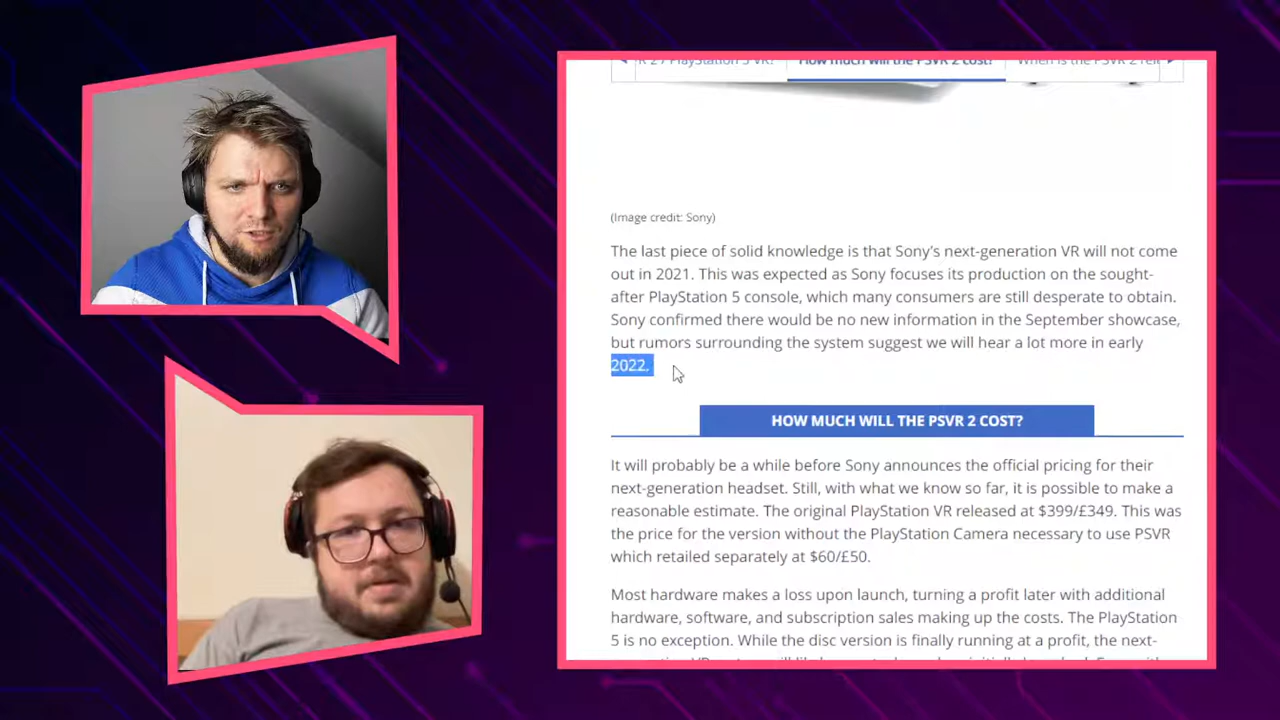 How much will the PSVR 2 cost?
(Image credit: Sony)
The last piece of solid knowledge is that Sony's next-generation VR will not come
out in 2021. This was expected as Sony focuses its production on the sought-
after PlayStation 5 console, which many consumers are still desperate to obtain.
Sony confirmed there would be no new information in the September showcase,
but rumors surrounding the system suggest we will hear a lot more in early
2022.
HOW MUCH WILL THE PSVR 2 COST?
It will probably be a while before Sony announces the official pricing for their
next-generation headset. Still, with what we know so far, it is possible to make a
reasonable estimate. The original PlayStation VR released at $399/£349. This was
the price for the version without the PlayStation Camera necessary to use PSVR
which retailed separately at $60/£50.
Most hardware makes a loss upon launch, turning a profit later with additional
hardware, software, and subscription sales making up the costs. The PlayStation
5 is no exception. While the disc version is finally running at a profit, the next-